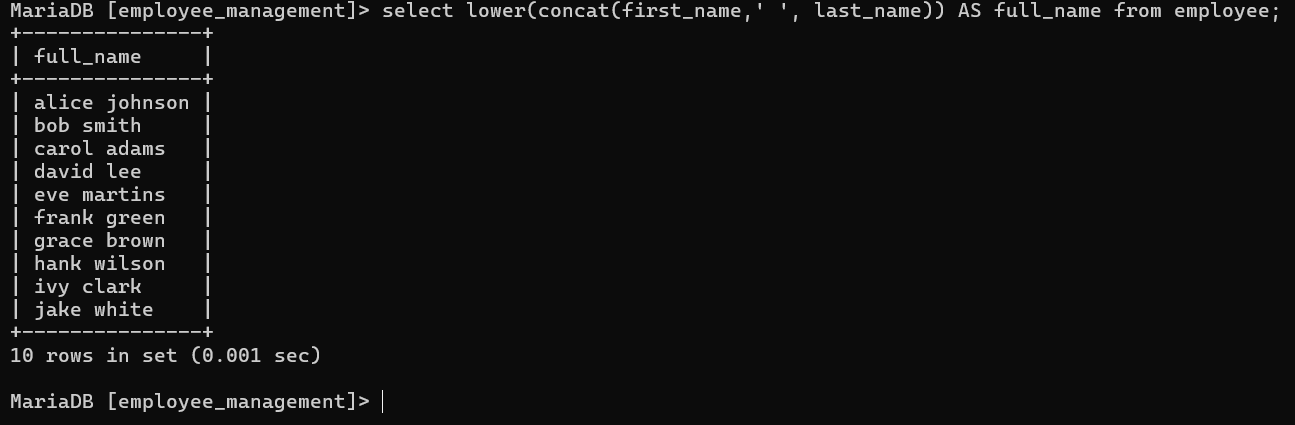 MariaDB [employee_management]> select lower(concat(first_name,' ', last_name)) AS full_name from employee;
+---------------+
| full_name     |
+---------------+
| alice johnson |
| bob smith     |
| carol adams   |
| david lee     |
| eve martins   |
| frank green   |
| grace brown   |
| hank wilson   |
| ivy clark     |
| jake white    |
+---------------+
10 rows in set (0.001 sec)
MariaDB [employee_management]>